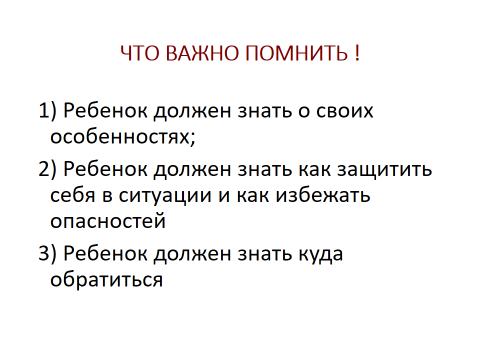 ЧТО ВАЖНО ПОМНИТЬ !
1) Ребенок должен знать о своих
особенностях;
2) Ребенок должен знать как защитить
себя в ситуации и как избежать
опасностей
3) Ребенок должен знать куда
обратиться